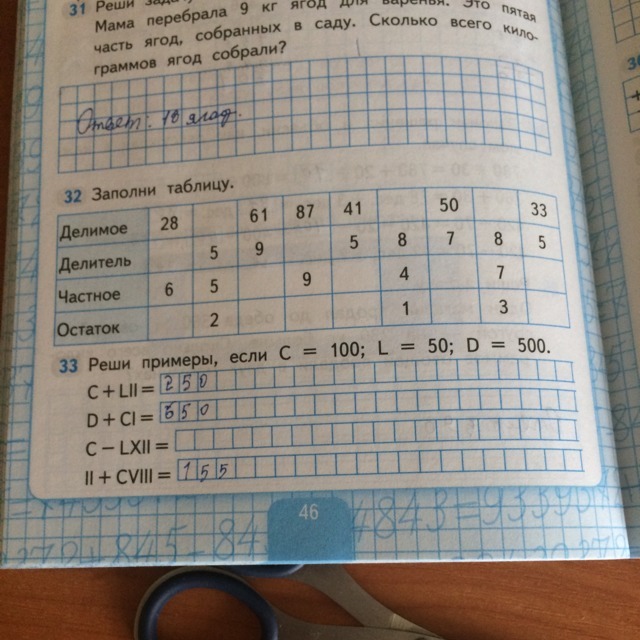 31 Реши
Мама перебрала 9 кг ягод для варенья. Это пятая
часть ягод, собранных в саду. Сколько всего кило-
граммов ягод собрали?
Ответ: 18 ягод.
32 Заполни таблицу.
Делимое 28 61 87 41 50 33
Делитель 5 9 5 8 7 8 5
Частное 6 5 9 4 7
Остаток 2 1 3
33 Реши примеры, если C = 100; L = 50; D = 500.
C + LII = 250
D + CI = 650
C − LXII =
II + CVIII = 155
46